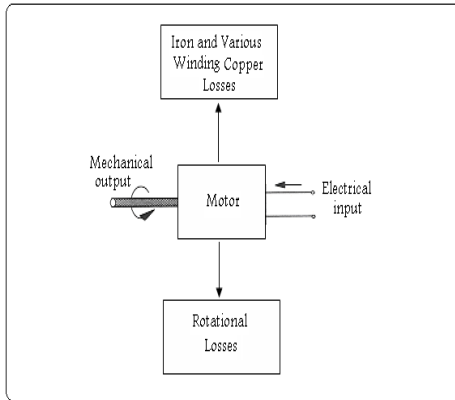 Iron and Various
Winding Copper
Losses
Mechanical
output
Motor
Electrical
input
Rotational
Losses